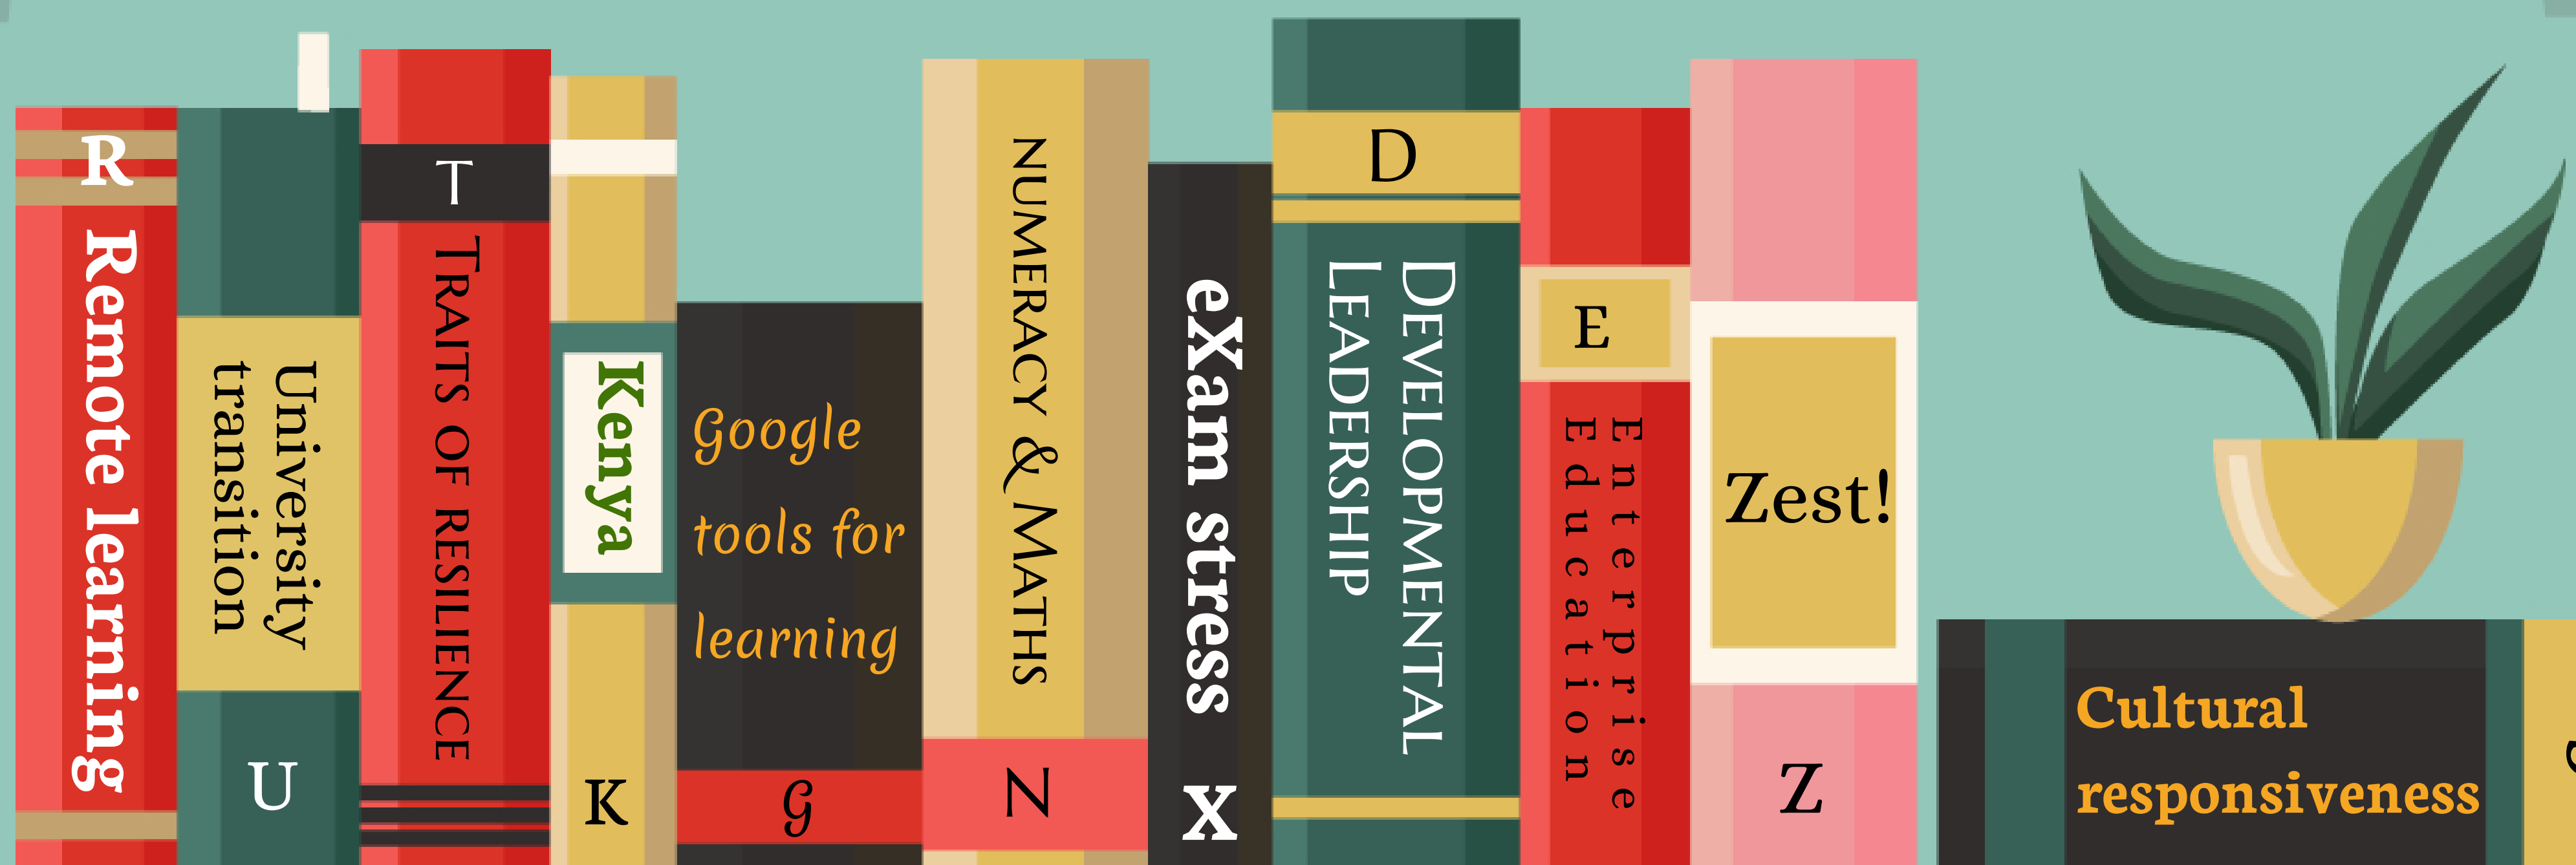 R
Remote learning
University
transition
U
T
Traits of resilience
Kenya
K
Google
tools for
learning
G
Numeracy & Maths
N
eXam stress
X
D
Developmental
Leadership
E
Enterprise
Education
Zest!
Z
Cultural
responsiveness